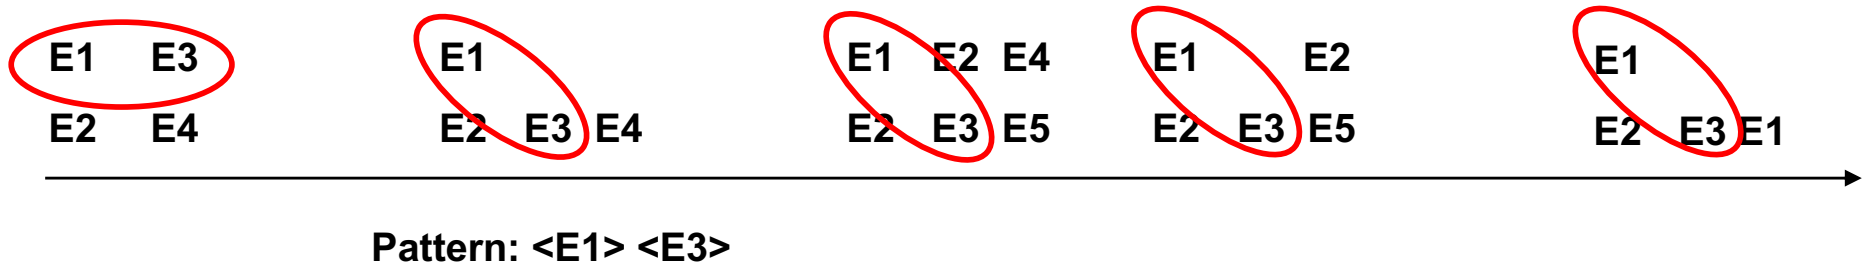 E1 E3 E1 E1 E2 E4 E1 E2 E1
E2 E4 E2 E3 E4 E2 E3 E5 E2 E3 E5 E2 E3 E1
Pattern: <E1> <E3>